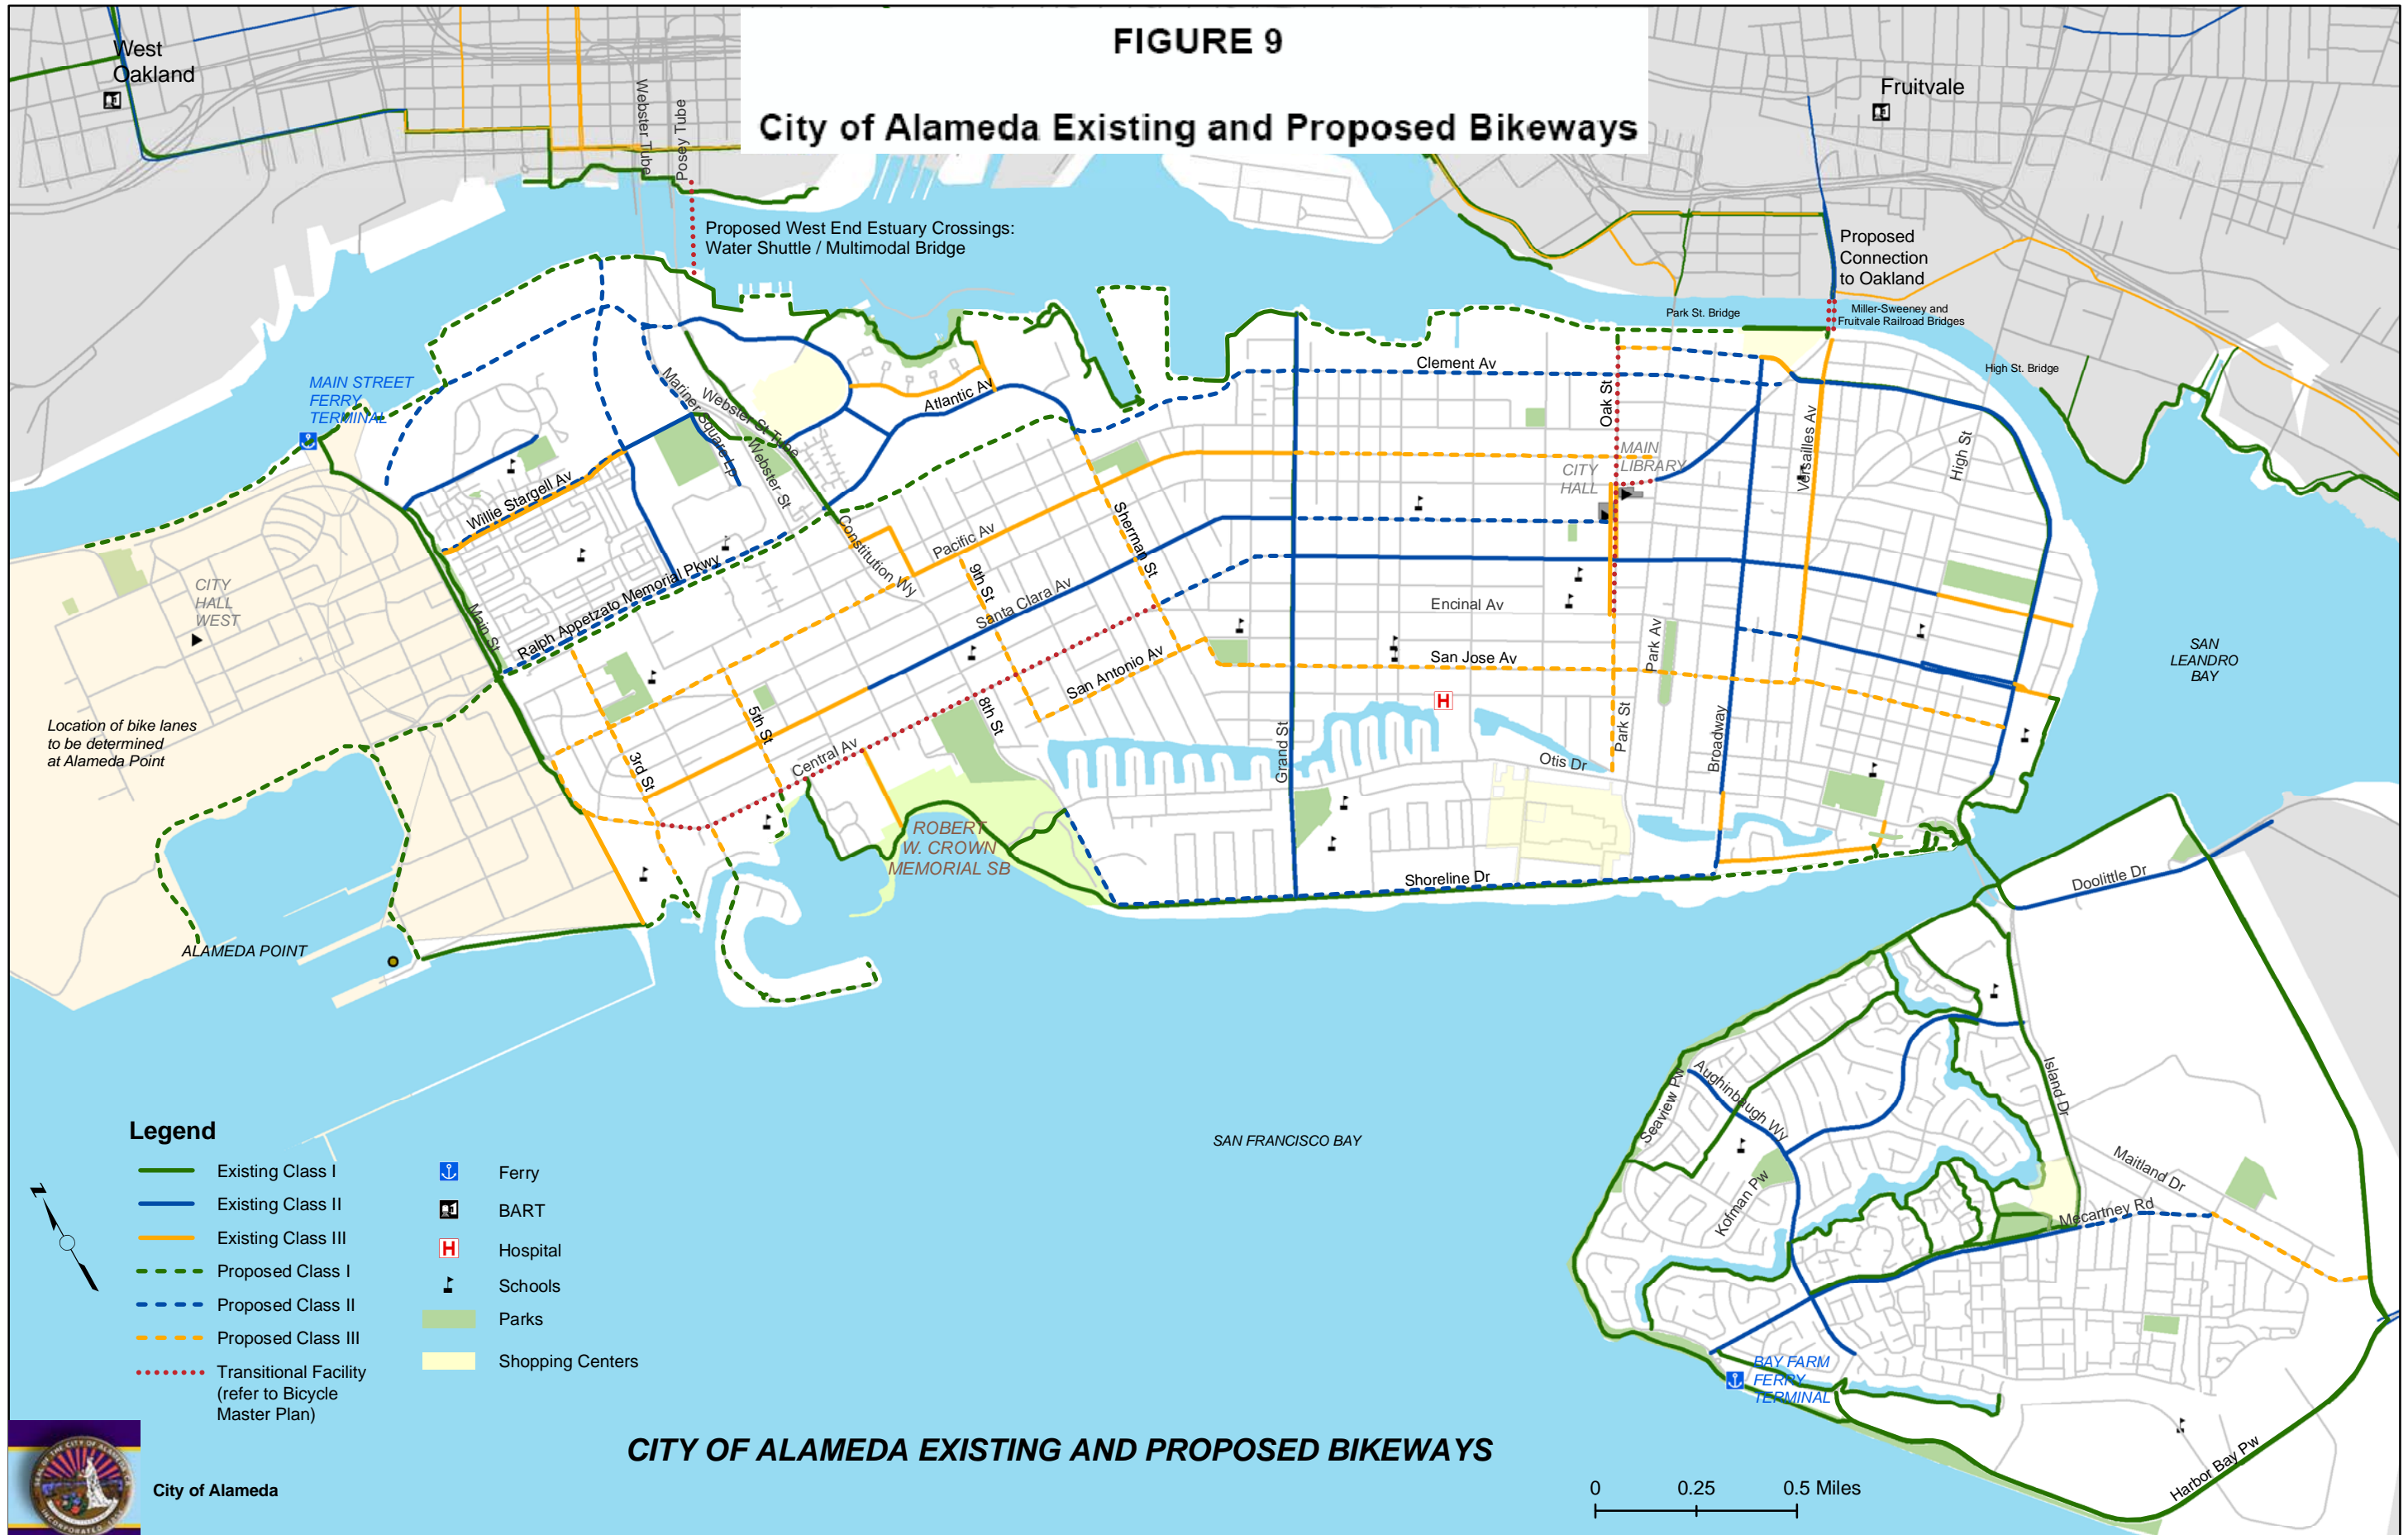 FIGURE 9
City of Alameda Existing and Proposed Bikeways
West
Oakland
Webster Tube
Posey Tube
Fruitvale
Proposed West End Estuary Crossings:
Water Shuttle / Multimodal Bridge
Proposed
Connection
to Oakland
Park St. Bridge
Miller-Sweeney and
Fruitvale Railroad Bridges
High St. Bridge
MAIN STREET
FERRY
TERMINAL
Mariner Square Lp
Webster St Tube
Webster St
Atlantic Av
Clement Av
Oak St
Versailles Av
High St
MAIN
LIBRARY
CITY
HALL
Willie Stargell Av
Constitution Wy
Pacific Av
Sherman St
CITY
HALL
WEST
Main St
Ralph Appetzato Memorial Pkwy
9th St
Santa Clara Av
Encinal Av
Park Av
San Jose Av
San Antonio Av
SAN
LEANDRO
BAY
Location of bike lanes
to be determined
at Alameda Point
3rd St
5th St
8th St
Central Av
Grand St
H
Otis Dr
Park St
Broadway
ROBERT
W. CROWN
MEMORIAL SB
Shoreline Dr
Doolittle Dr
ALAMEDA POINT
SAN FRANCISCO BAY
Seaview Pw
Aughinbaugh Wy
Island Dr
Kofman Pw
Maitland Dr
Mecartney Rd
BAY FARM
FERRY
TERMINAL
Harbor Bay Pw
Legend
Existing Class I
Existing Class II
Existing Class III
Proposed Class I
Proposed Class II
Proposed Class III
Transitional Facility
(refer to Bicycle
Master Plan)
Ferry
BART
H
Hospital
Schools
Parks
Shopping Centers
N
City of Alameda
CITY OF ALAMEDA EXISTING AND PROPOSED BIKEWAYS
0 0.25 0.5 Miles